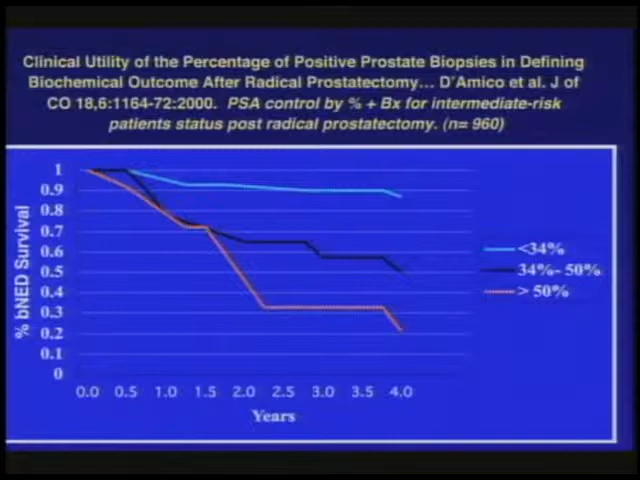 Clinical Utility of the Percentage of Positive Prostate Biopsies in Defining
Biochemical Outcome After Radical Prostatectomy... D'Amico et al. J of
CO 18,6:1164-72:2000. PSA control by % + Bx for intermediate-risk
patients status post radical prostatectomy. (n= 960)
1
0.9
0.8
0.7
0.6
0.5
0.4
0.3
0.2
0.1
0
% bNED Survival
0.0 0.5 1.0 1.5 2.0 2.5 3.0 3.5 4.0
Years
<34%
34%- 50%
> 50%